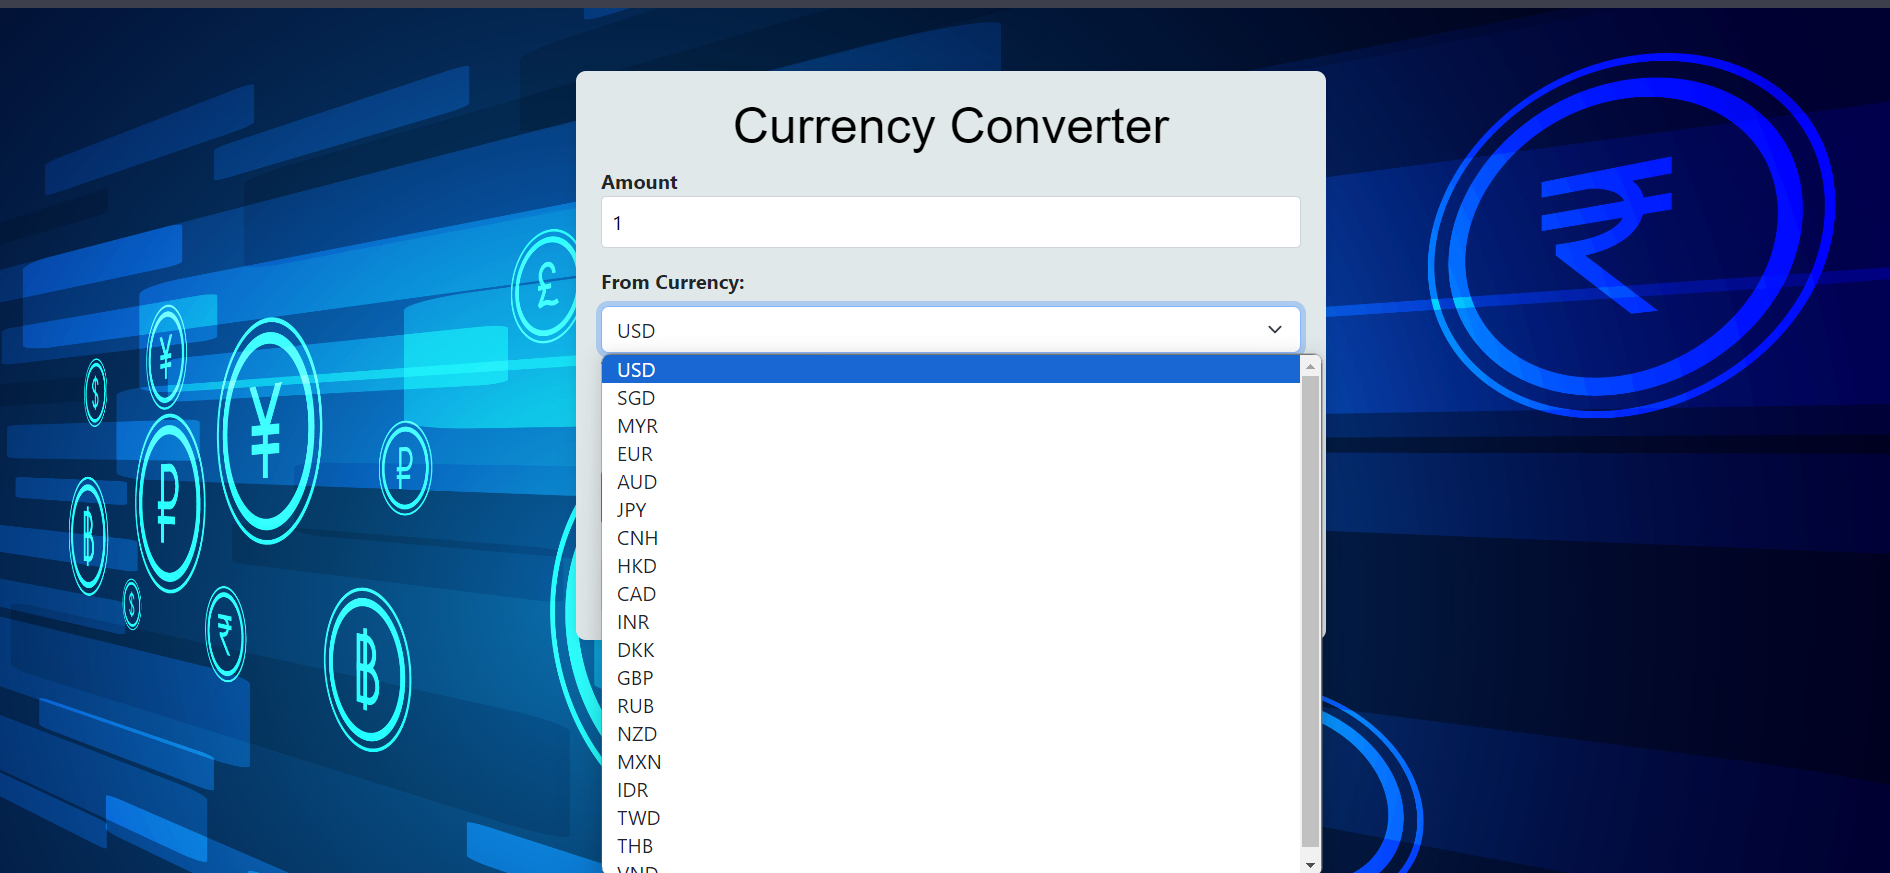 Currency Converter
Amount
1
From Currency:
USD
USD
SGD
MYR
EUR
AUD
JPY
CNH
HKD
CAD
INR
DKK
GBP
RUB
NZD
MXN
IDR
TWD
THB
VND